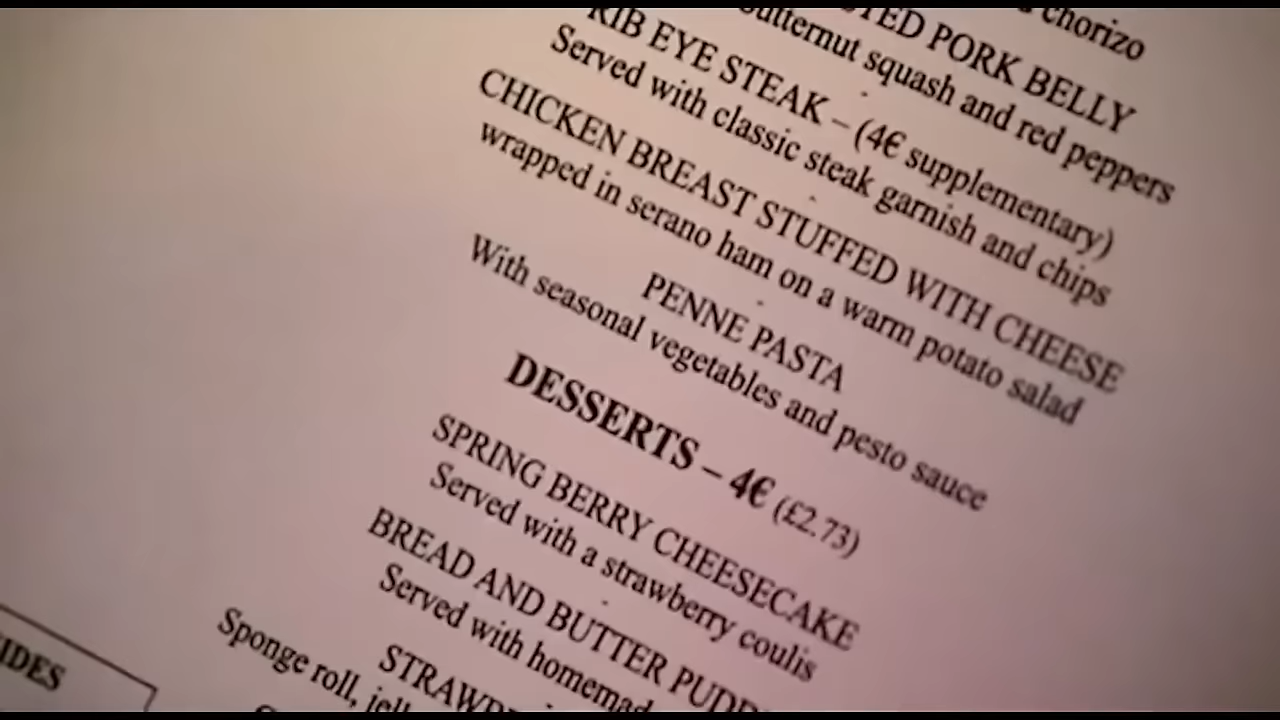 chorizo
PORK BELLY
butternut squash and red peppers
RIB EYE STEAK – (4€ supplementary)
Served with classic steak garnish and chips
CHICKEN BREAST STUFFED WITH CHEESE
wrapped in serano ham on a warm potato salad
PENNE PASTA
With seasonal vegetables and pesto sauce
DESSERTS – 4€ (£2.73)
SPRING BERRY CHEESECAKE
Served with a strawberry coulis
BREAD AND BUTTER
Served with
Sponge roll,